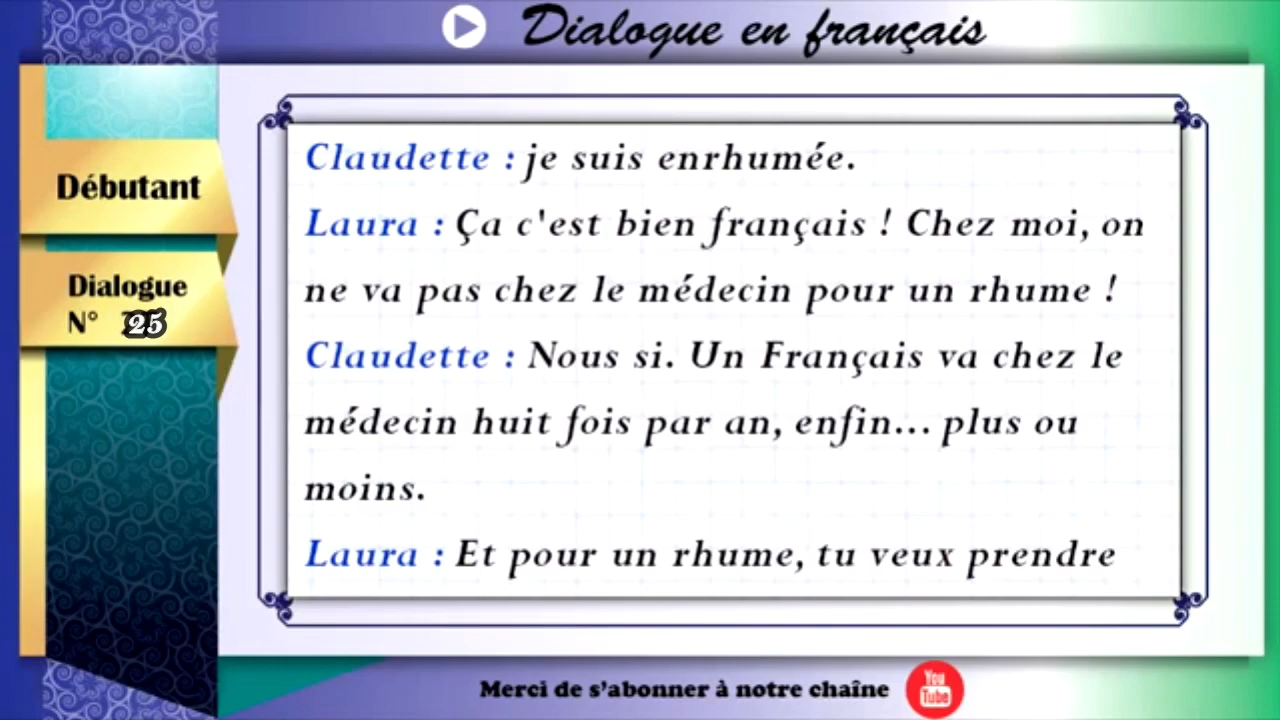 Dialogue en français
Débutant
Dialogue
N° 25
Claudette : je suis enrhumée.
Laura : Ça c'est bien français ! Chez moi, on
ne va pas chez le médecin pour un rhume !
Claudette : Nous si. Un Français va chez le
médecin huit fois par an, enfin... plus ou
moins.
Laura : Et pour un rhume, tu veux prendre
Merci de s'abonner à notre chaîne
You
Tube